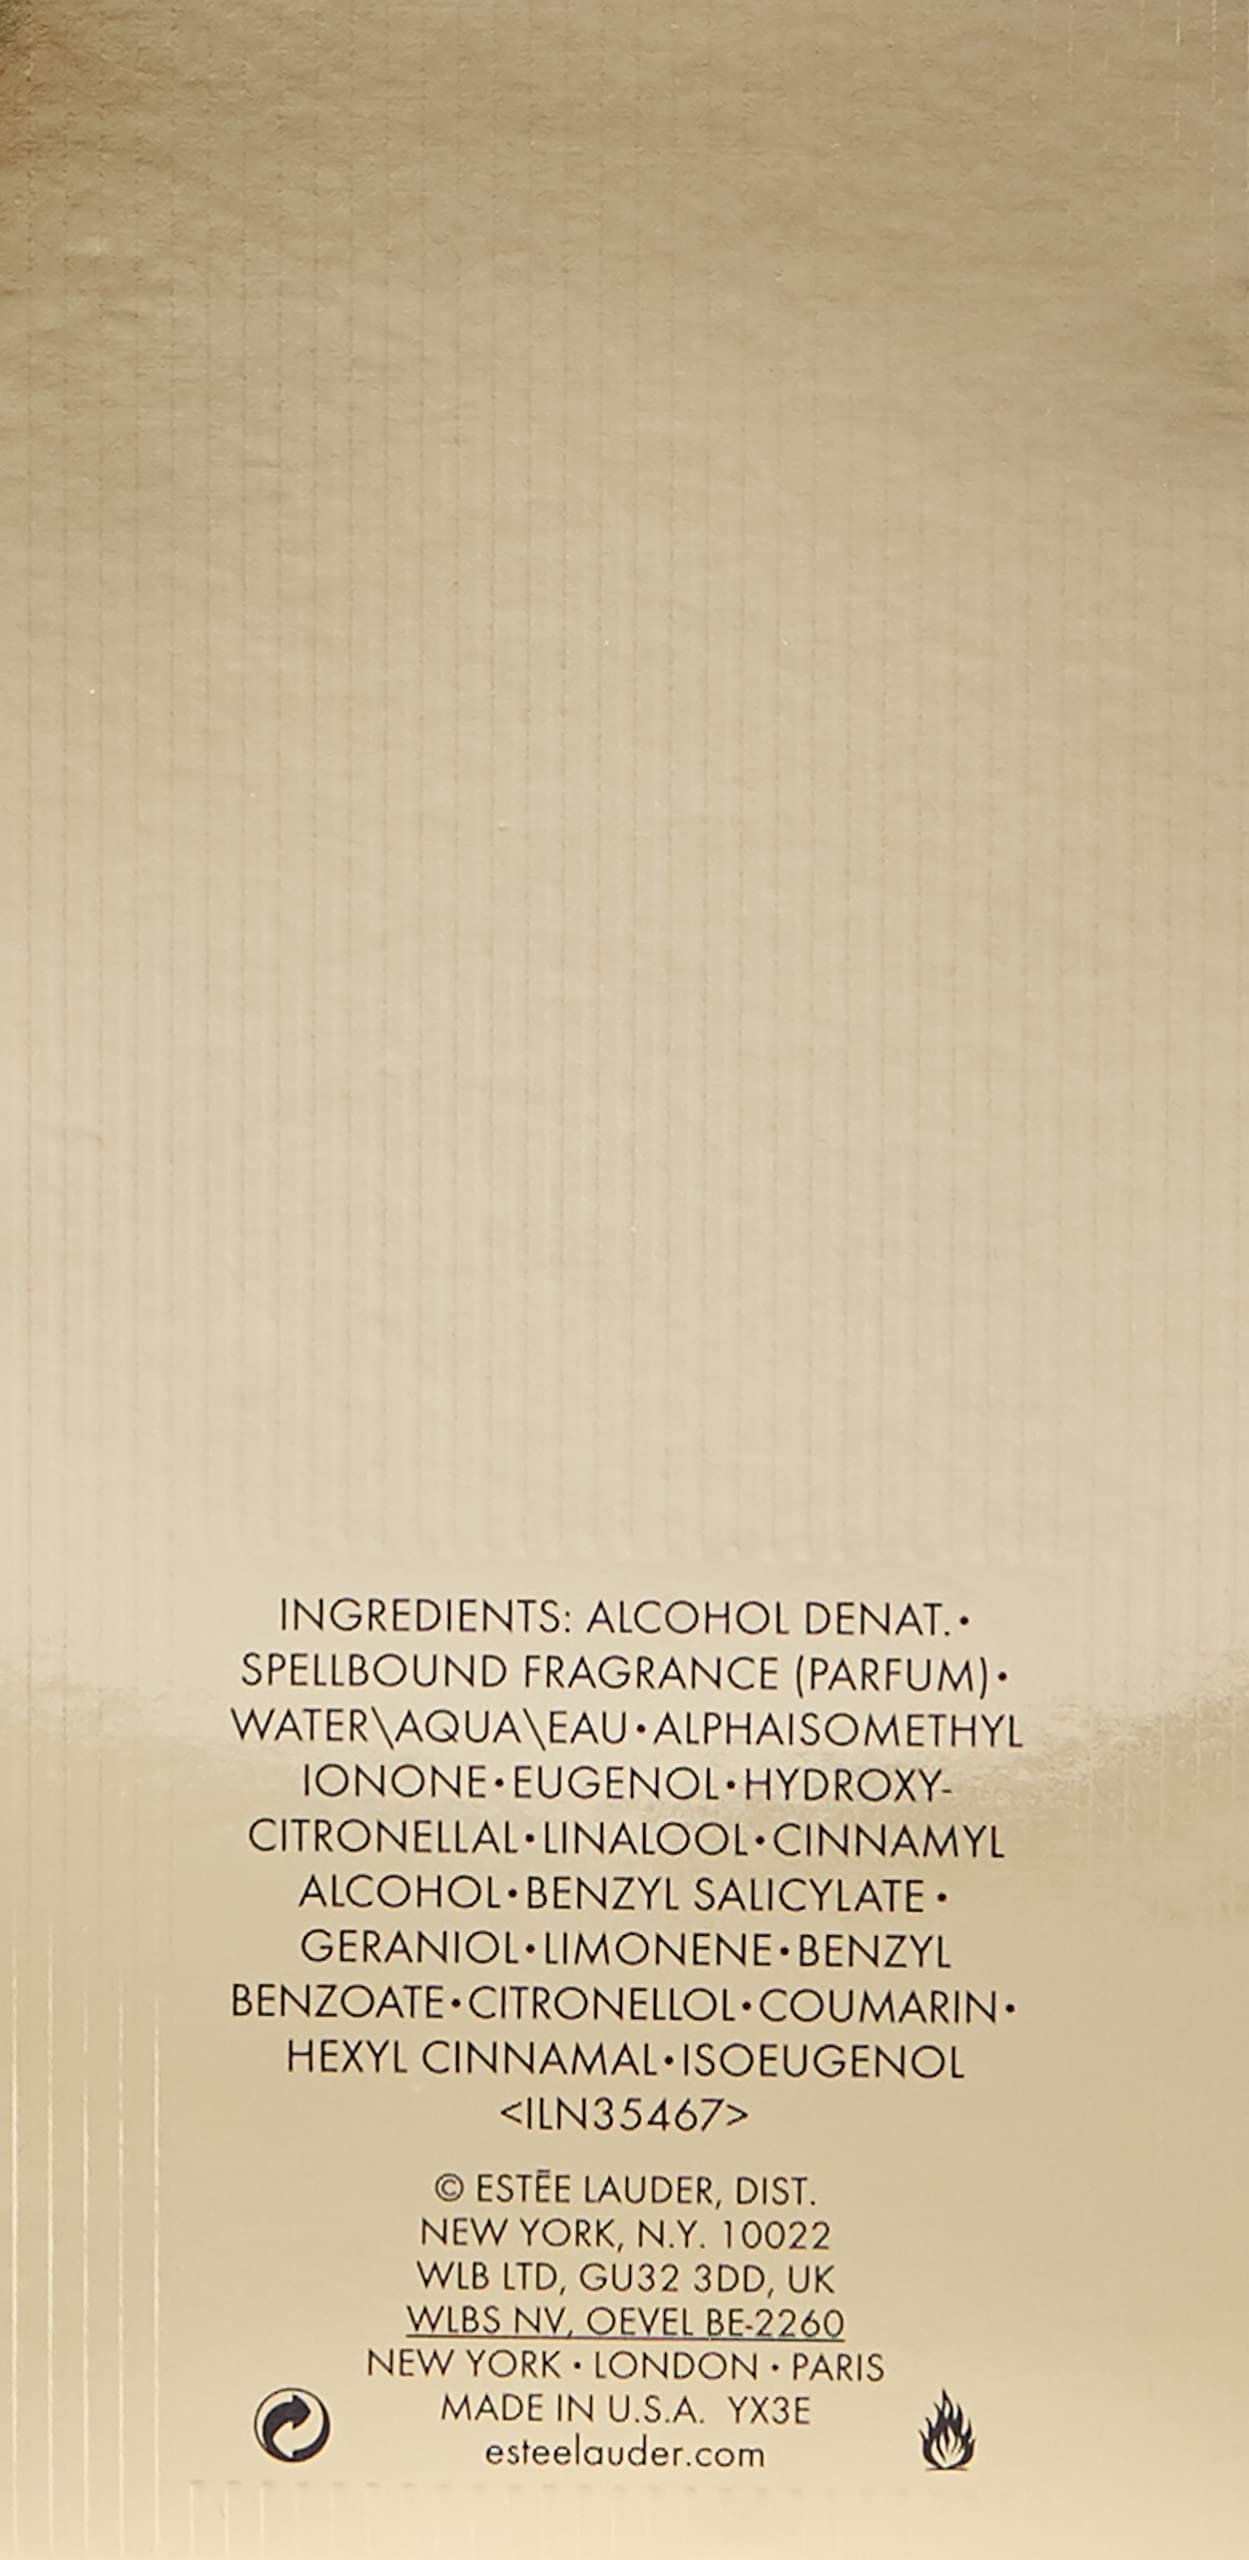 INGREDIENTS: ALCOHOL DENAT. •
SPELLBOUND FRAGRANCE (PARFUM) •
WATER\AQUA\EAU • ALPHAISOMETHYL
IONONE • EUGENOL • HYDROXY-
CITRONELLAL • LINALOOL • CINNAMYL
ALCOHOL • BENZYL SALICYLATE •
GERANIOL • LIMONENE • BENZYL
BENZOATE • CITRONELLOL • COUMARIN •
HEXYL CINNAMAL • ISOEUGENOL
<ILN35467>
© ESTĒE LAUDER, DIST.
NEW YORK, N.Y. 10022
WLB LTD, GU32 3DD, UK
WLBS NV, OEVEL BE-2260
NEW YORK • LONDON • PARIS
MADE IN U.S.A. YX3E
esteelauder.com